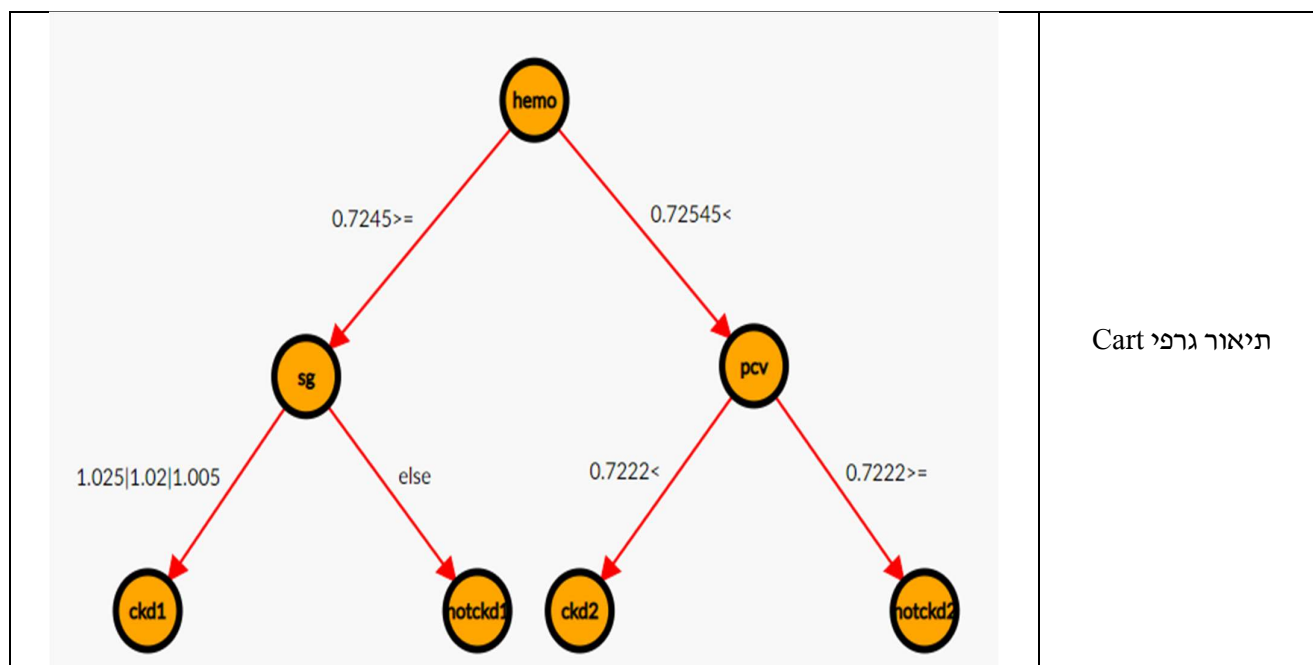 תיאור גרפי Cart
hemo
0.7245>=
0.72545<
sg
pcv
1.025|1.02|1.005
else
0.7222<
0.7222>=
ckd1
notckd1
ckd2
notckd2